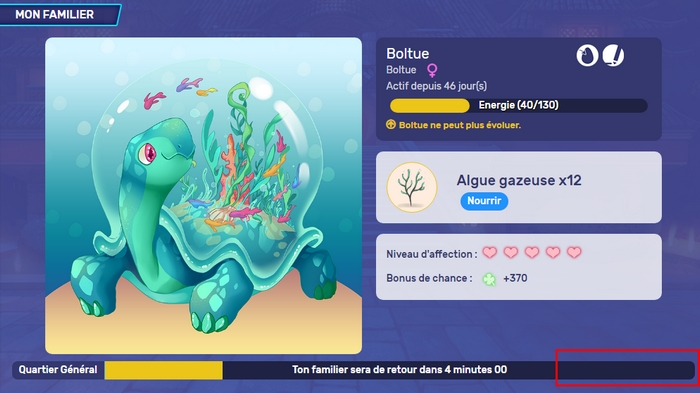 MON FAMILIER
Boltue
Boltue
Actif depuis 46 jour(s)
Energie (40/130)
Boltue ne peut plus évoluer.
Algue gazeuse x12
Nourrir
Niveau d'affection :
Bonus de chance : +370
Quartier Général
Ton familier sera de retour dans 4 minutes 00